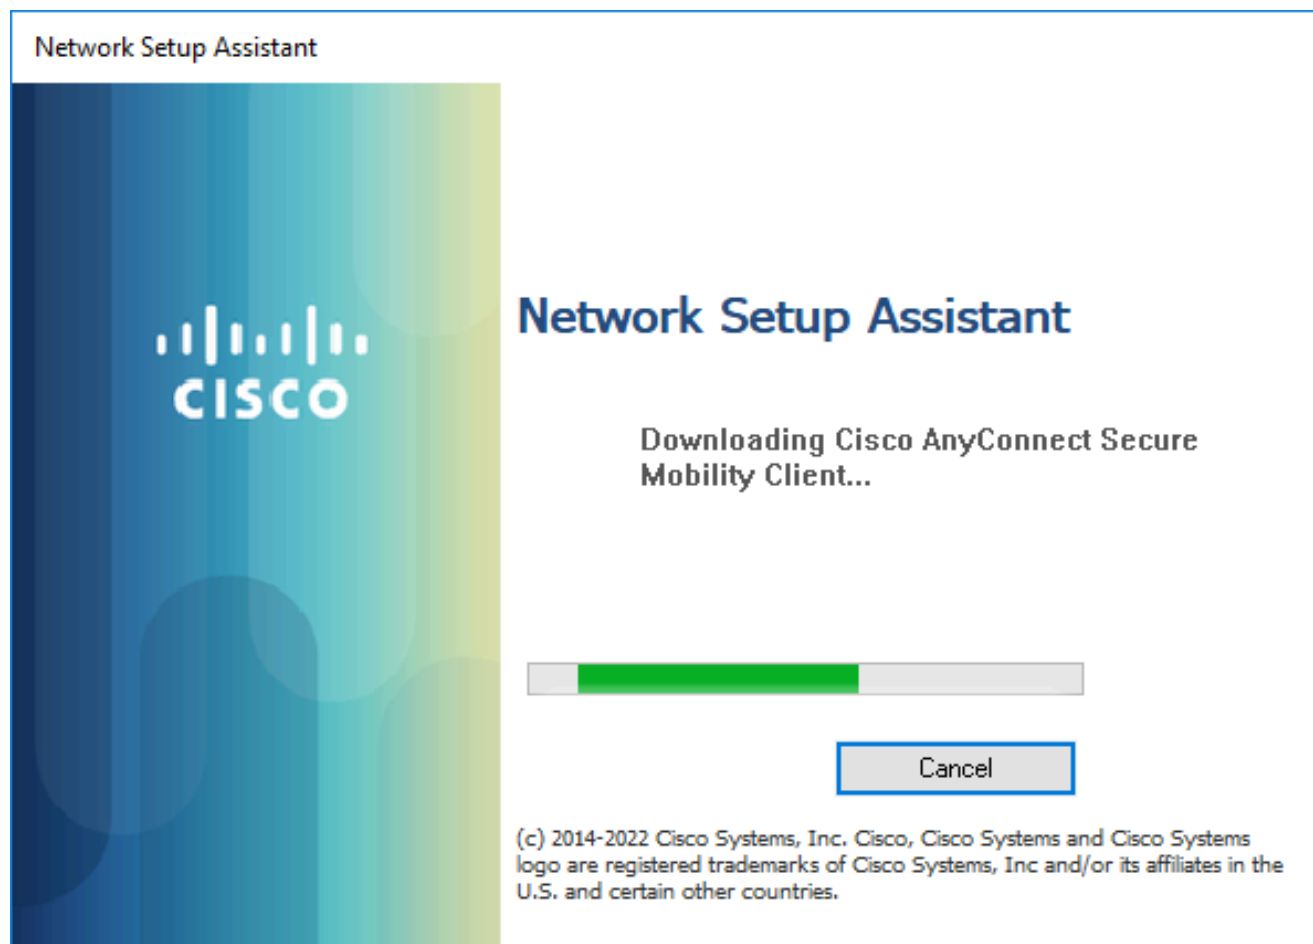 Network Setup Assistant
CISCO
Network Setup Assistant
Downloading Cisco AnyConnect Secure
Mobility Client...
Cancel
(c) 2014-2022 Cisco Systems, Inc. Cisco, Cisco Systems and Cisco Systems
logo are registered trademarks of Cisco Systems, Inc and/or its affiliates in the
U.S. and certain other countries.